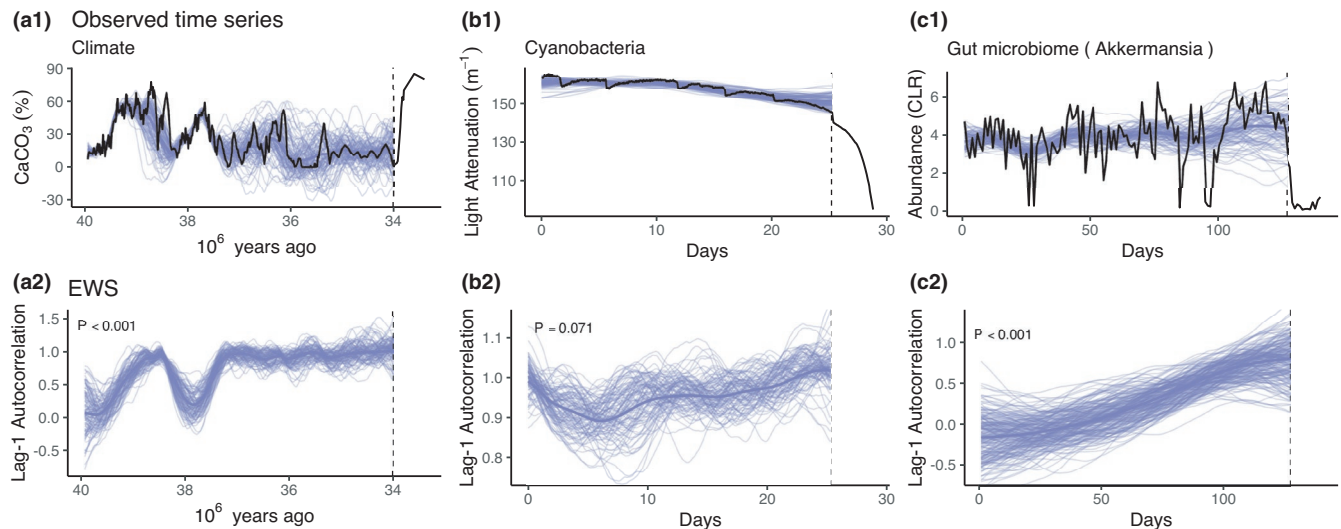 (a1) Observed time series
Climate
CaCO₃ (%)
90
60
30
0
-30
40
38
36
34
10⁶ years ago
(b1)
Cyanobacteria
Light Attenuation (m⁻¹)
150
130
110
0
10
20
30
Days
(c1)
Gut microbiome ( Akkermansia )
Abundance (CLR)
6
4
2
0
0
50
100
Days
(a2) EWS
P < 0.001
Lag-1 Autocorrelation
1.5
1.0
0.5
0.0
-0.5
40
38
36
34
10⁶ years ago
(b2)
P = 0.071
Lag-1 Autocorrelation
1.1
1.0
0.9
0.8
0
10
20
30
Days
(c2)
P < 0.001
Lag-1 Autocorrelation
1.0
0.5
0.0
-0.5
0
50
100
Days